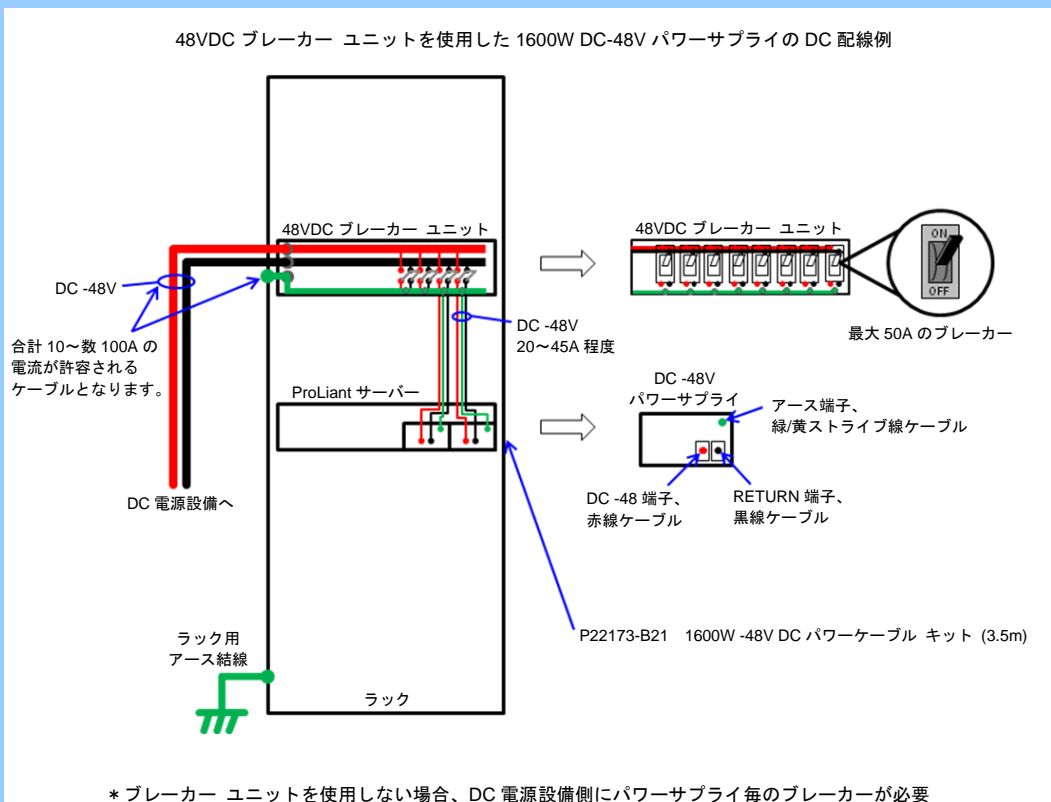 48VDC ブレーカー ユニットを使用した 1600W DC-48V パワーサプライの DC 配線例
48VDC ブレーカー ユニット
48VDC ブレーカー ユニット
ON
OFF
DC -48V
合計 10～数 100A の
電流が許容される
ケーブルとなります。
DC -48V
20～45A 程度
最大 50A のブレーカー
ProLiant サーバー
DC -48V
パワーサプライ
アース端子、
緑/黄ストライブ線ケーブル
DC 電源設備へ
DC -48 端子、
赤線ケーブル
RETURN 端子、
黒線ケーブル
P22173-B21 1600W -48V DC パワーケーブル キット (3.5m)
ラック用
アース結線
ラック
* ブレーカー ユニットを使用しない場合、DC 電源設備側にパワーサプライ毎のブレーカーが必要